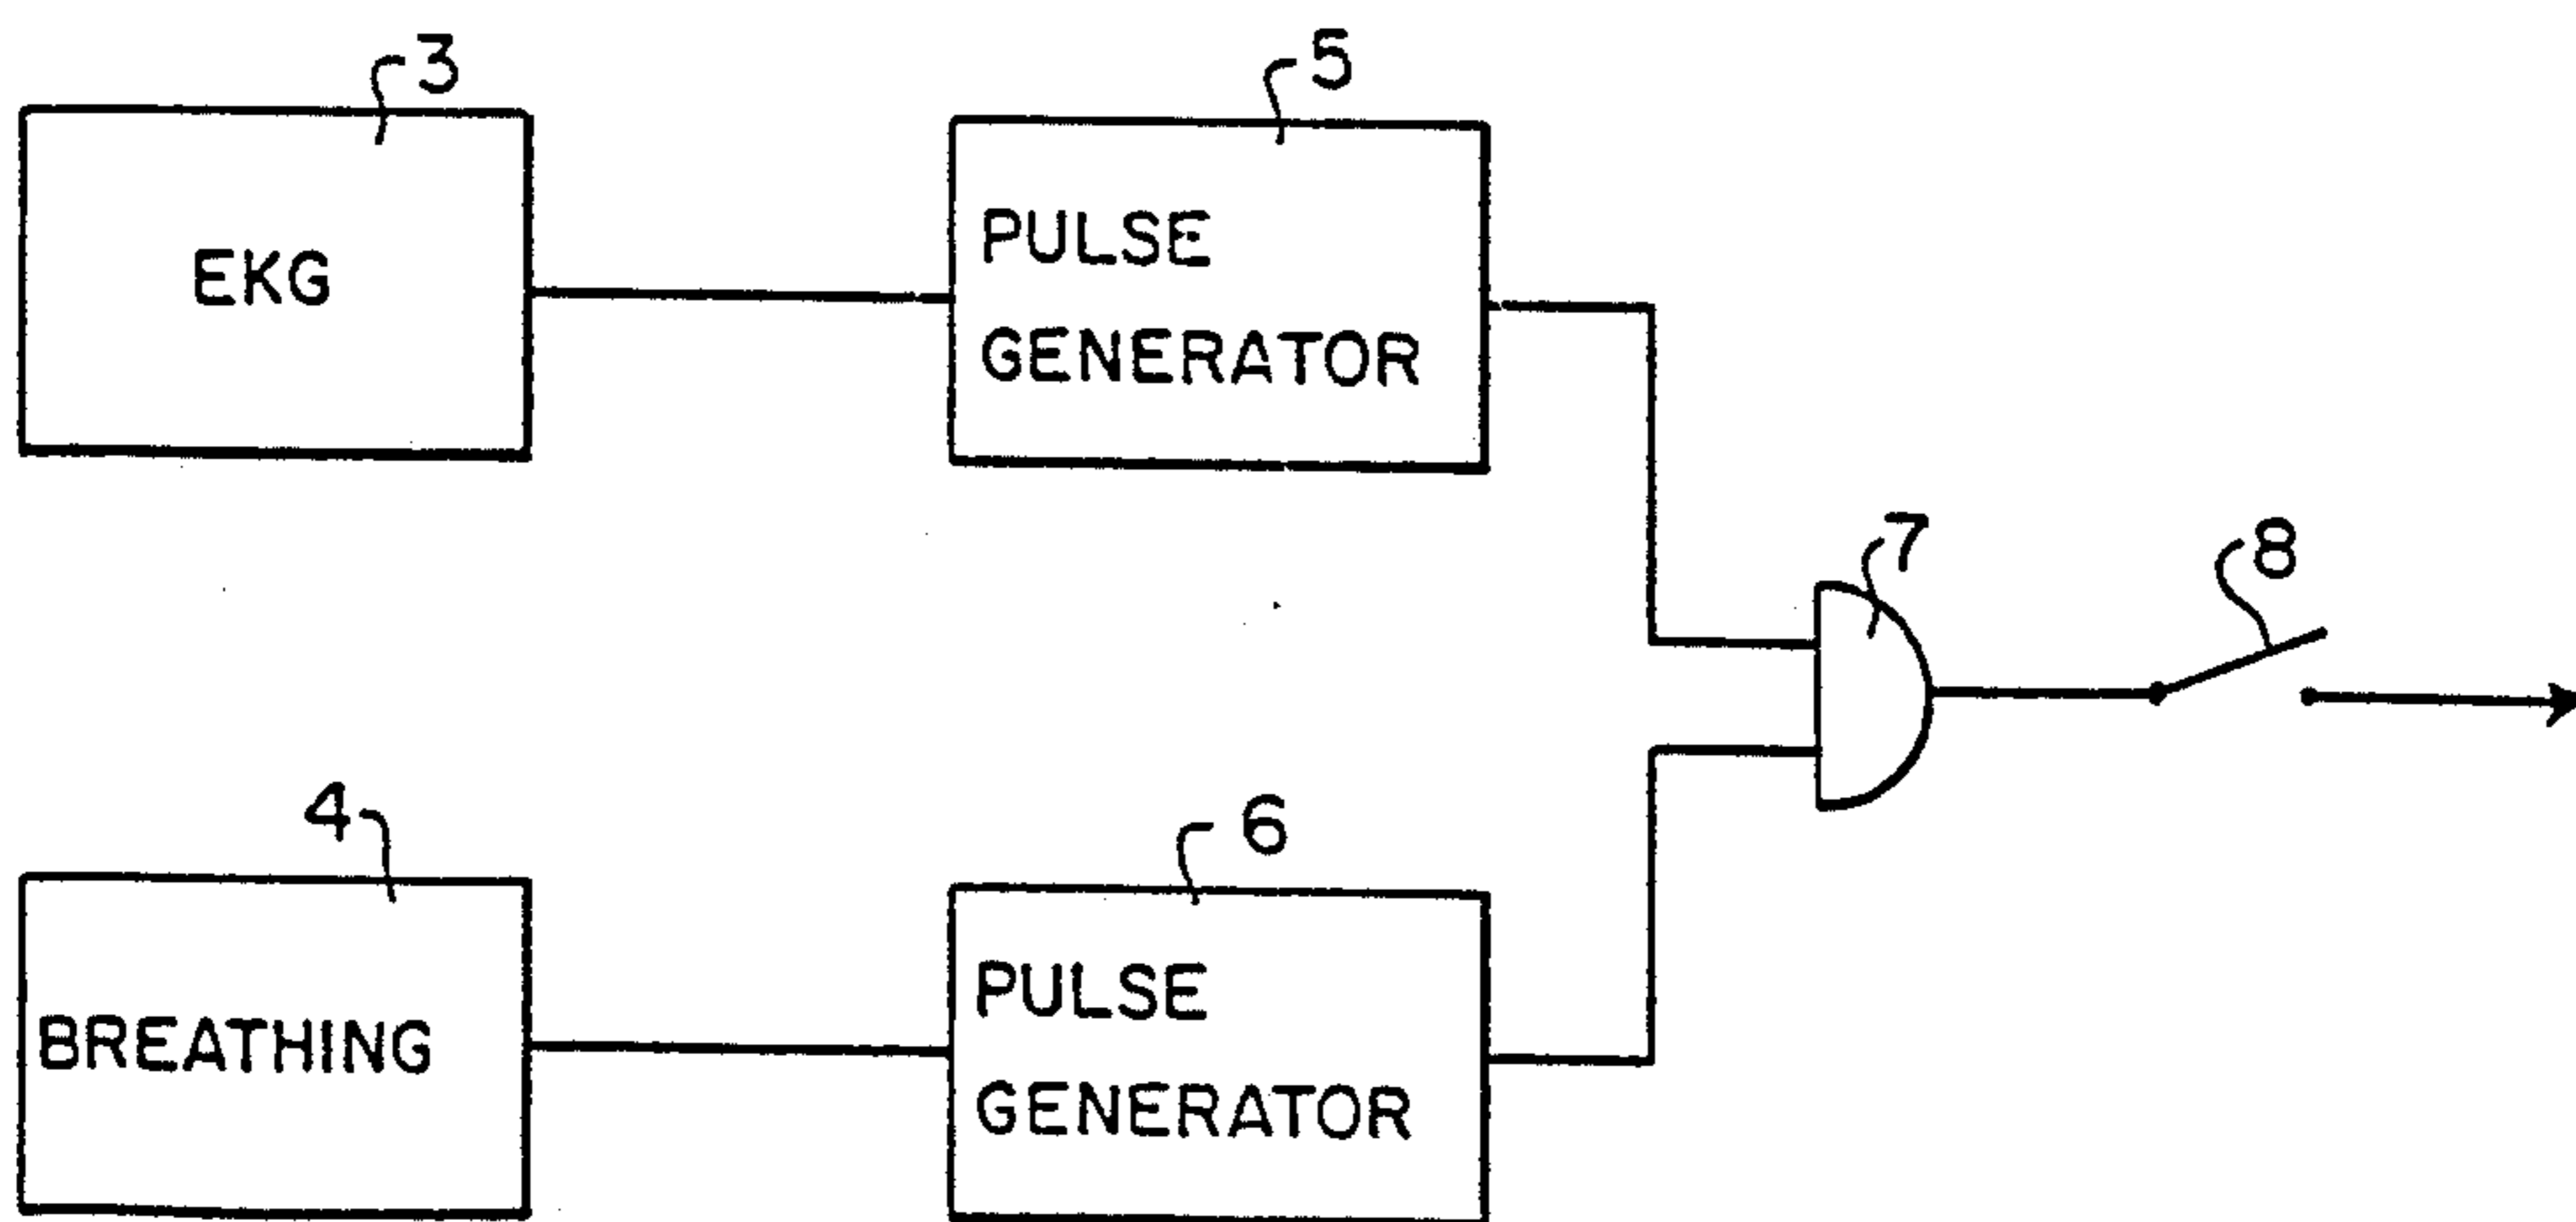 3
5
EKG
PULSE
GENERATOR
7
8
4
6
BREATHING
PULSE
GENERATOR